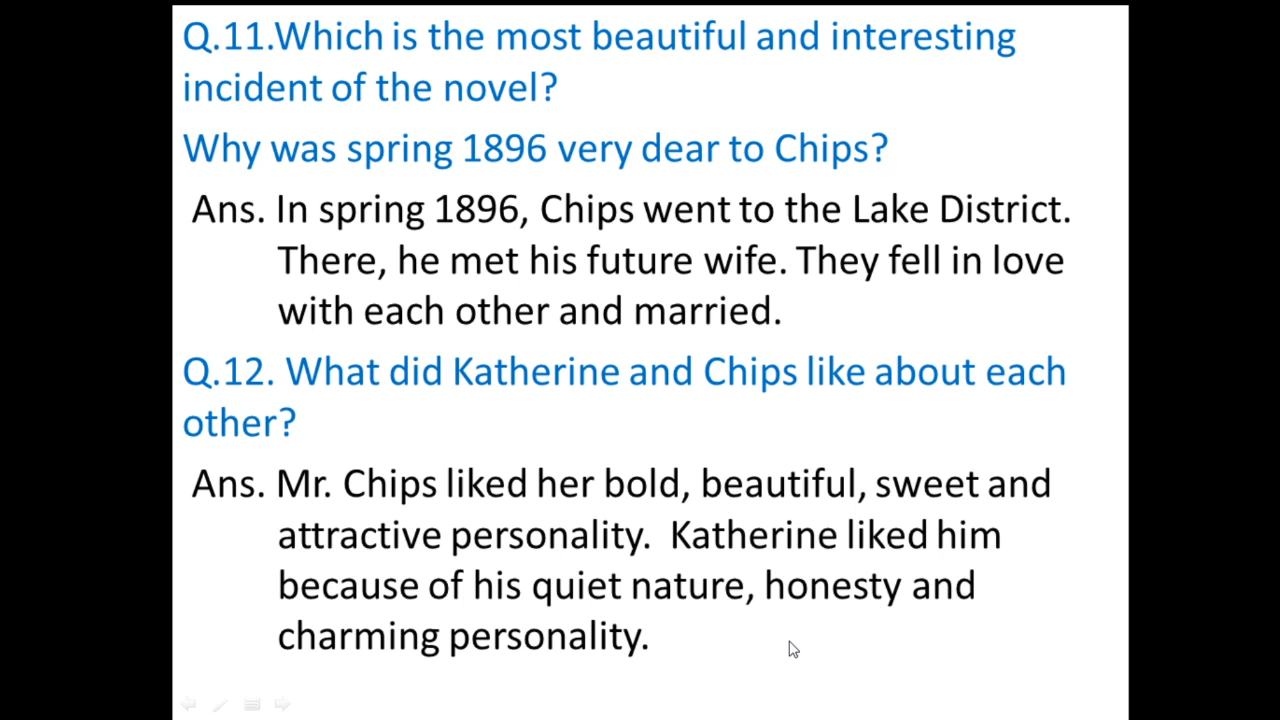 Q.11.Which is the most beautiful and interesting
incident of the novel?
Why was spring 1896 very dear to Chips?
Ans. In spring 1896, Chips went to the Lake District.
There, he met his future wife. They fell in love
with each other and married.
Q.12. What did Katherine and Chips like about each
other?
Ans. Mr. Chips liked her bold, beautiful, sweet and
attractive personality. Katherine liked him
because of his quiet nature, honesty and
charming personality.